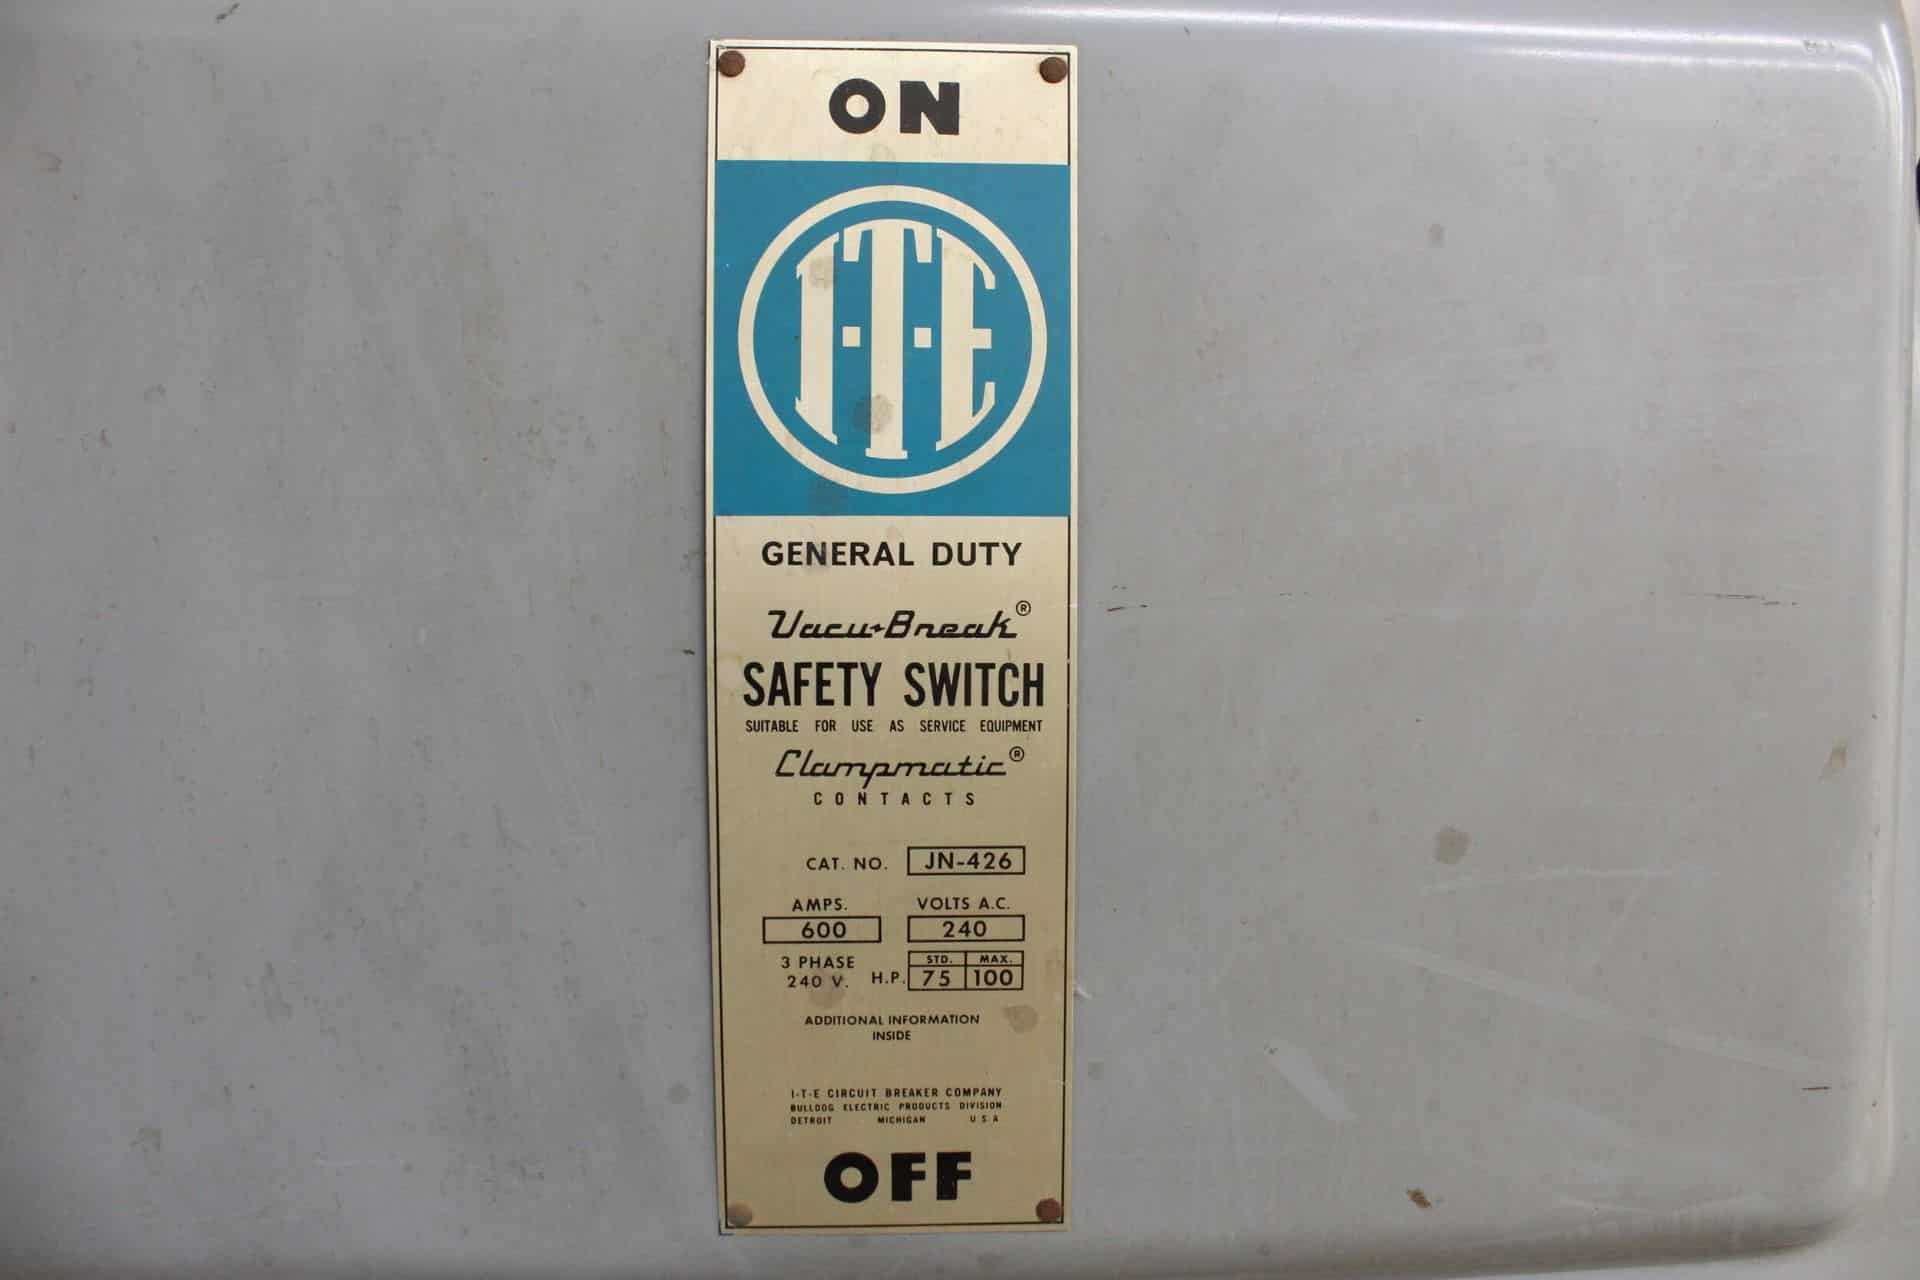 ON
I·T·E
GENERAL DUTY
Vacu-Break®
SAFETY SWITCH
SUITABLE FOR USE AS SERVICE EQUIPMENT
Clampmatic®
CONTACTS
CAT. NO. JN-426
AMPS. VOLTS A.C.
600 240
STD. MAX.
3 PHASE
240 V. H.P. 75 100
ADDITIONAL INFORMATION
INSIDE
I-T-E CIRCUIT BREAKER COMPANY
BULLDOG ELECTRIC PRODUCTS DIVISION
DETROIT MICHIGAN U S A
OFF